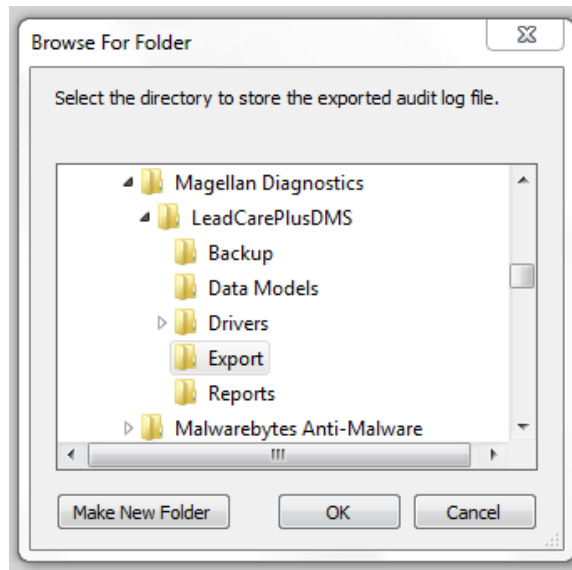 Browse For Folder
Select the directory to store the exported audit log file.
Magellan Diagnostics
LeadCarePlusDMS
Backup
Data Models
Drivers
Export
Reports
Malwarebytes Anti-Malware
Make New Folder OK Cancel